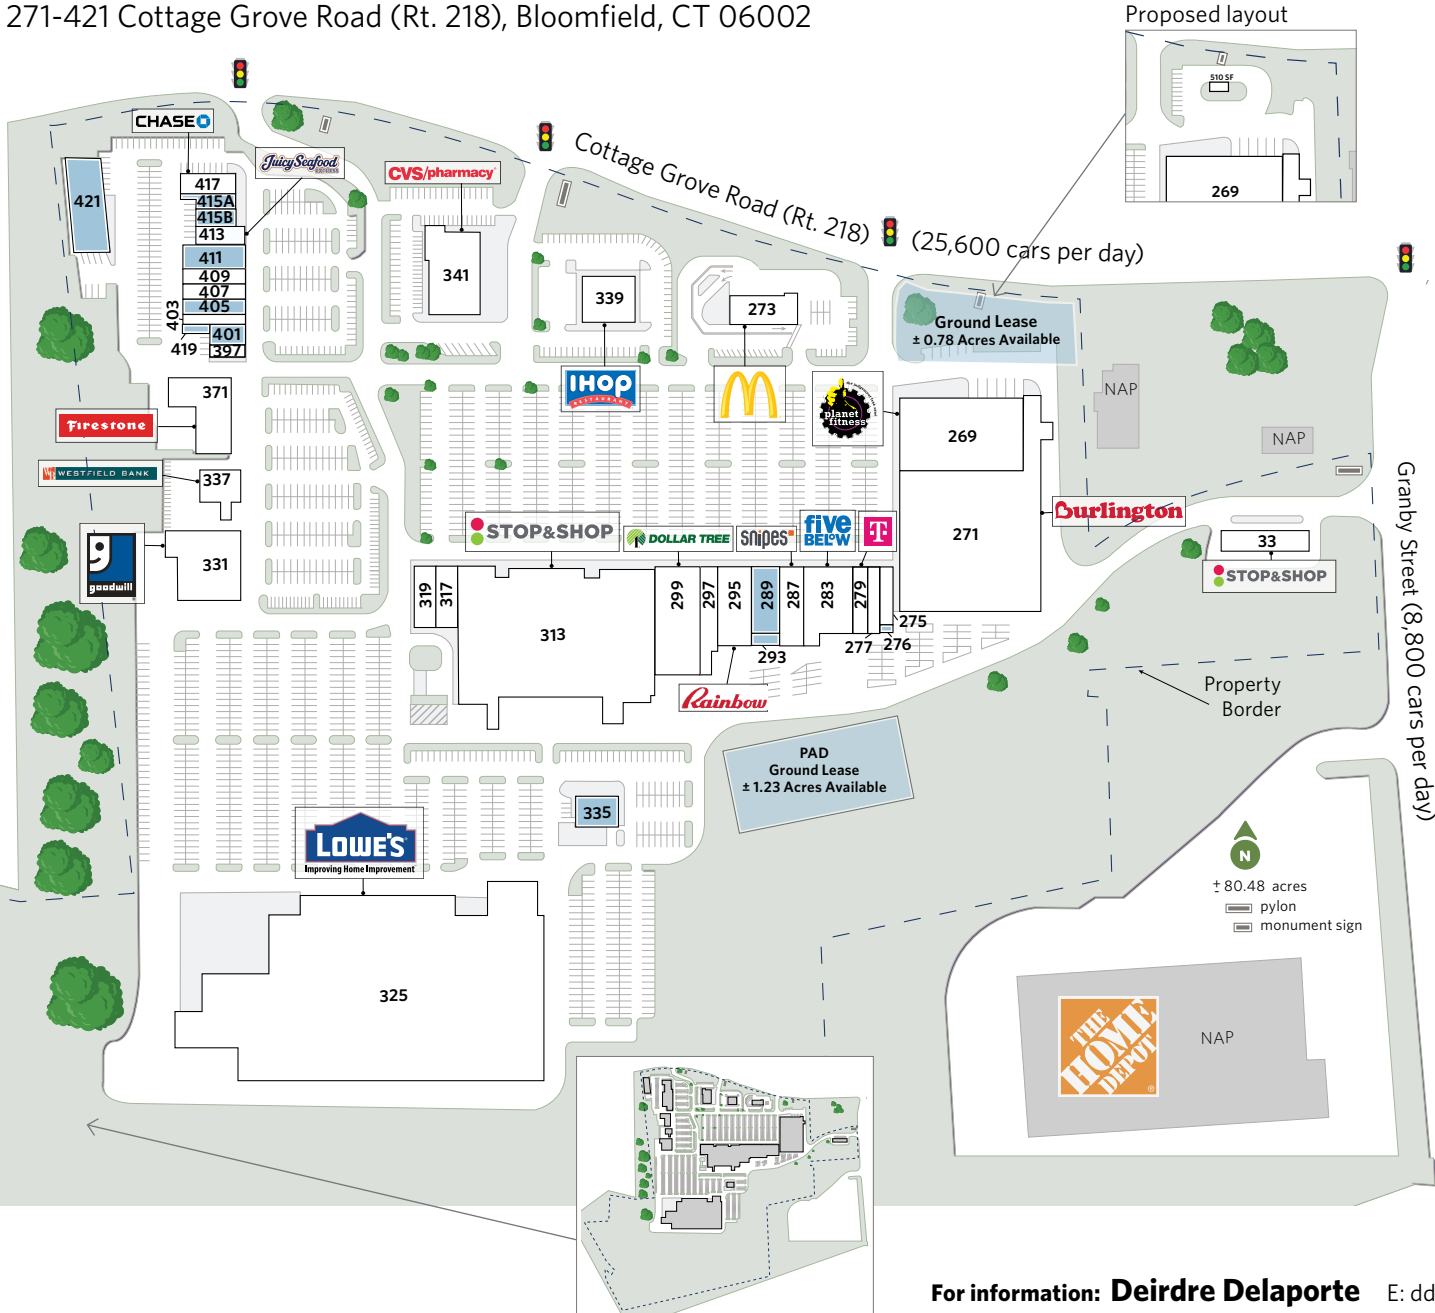 271-421 Cottage Grove Road (Rt. 218), Bloomfield, CT 06002
Proposed layout
510 SF
269
CHASE
JuicySeafood
EXPRESS
CVS/pharmacy
Cottage Grove Road (Rt. 218)
(25,600 cars per day)
421
417
415A
415B
413
411
409
407
405
403
401
419
397
341
339
273
Ground Lease
± 0.78 Acres Available
IHOP
RESTAURANT
planet
fitness
NAP
NAP
371
Firestone
WESTFIELD BANK
337
goodwill
331
269
271
Burlington
33
STOP&SHOP
Granby Street (8,800 cars per day)
STOP&SHOP
DOLLAR TREE
snipes
five
BELOW
T
319
317
313
299
297
295
289
287
283
279
275
277
276
293
Rainbow
Property
Border
PAD
Ground Lease
± 1.23 Acres Available
335
LOWE'S
Improving Home Improvement
325
N
± 80.48 acres
pylon
monument sign
THE
HOME
DEPOT
NAP
For information: Deirdre Delaporte E: dd